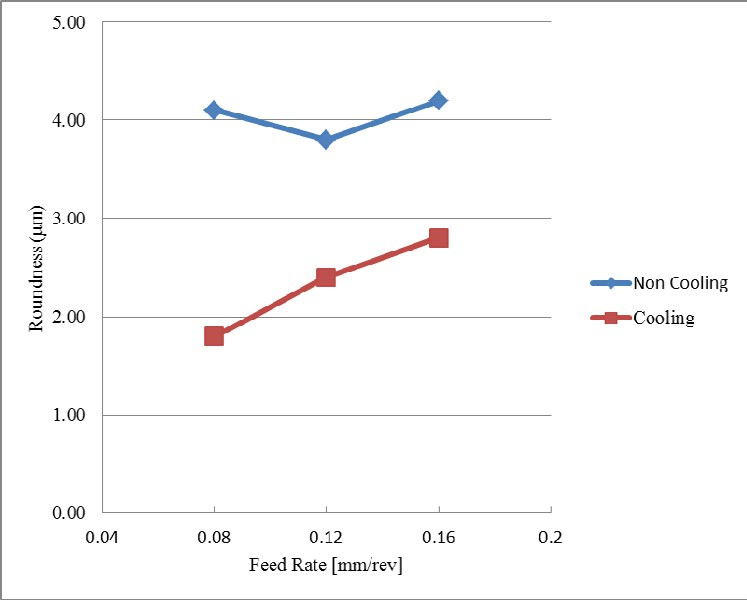 5.00
4.00
3.00
2.00
1.00
0.00
Roundness (μm)
0.04 0.08 0.12 0.16 0.2
Feed Rate [mm/rev]
Non Cooling
Cooling